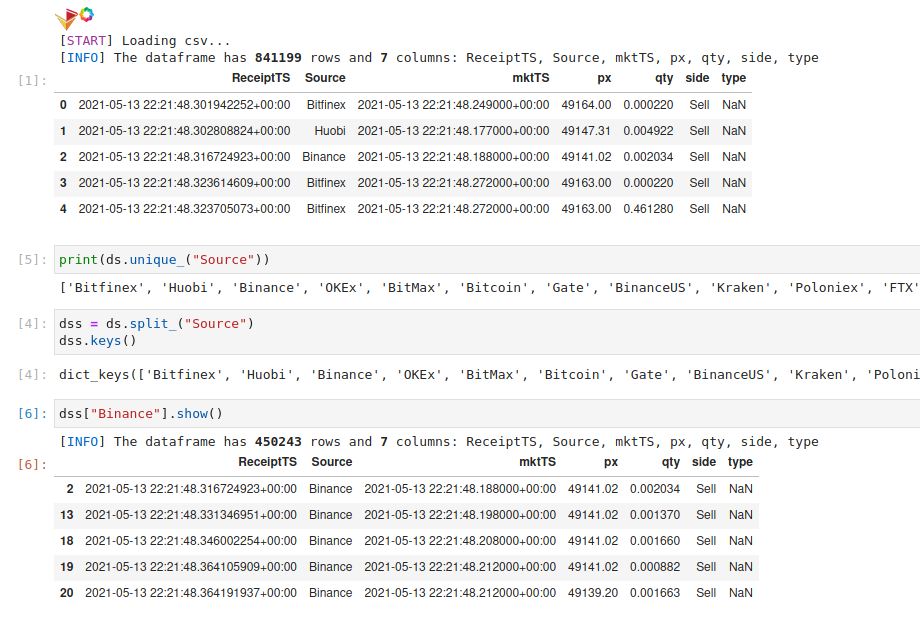 [START] Loading csv...
[INFO] The dataframe has 841199 rows and 7 columns: ReceiptTS, Source, mktTS, px, qty, side, type
[1]:
ReceiptTS Source mktTS px qty side type
0 2021-05-13 22:21:48.301942252+00:00 Bitfinex 2021-05-13 22:21:48.249000+00:00 49164.00 0.000220 Sell NaN
1 2021-05-13 22:21:48.302808824+00:00 Huobi 2021-05-13 22:21:48.177000+00:00 49147.31 0.004922 Sell NaN
2 2021-05-13 22:21:48.316724923+00:00 Binance 2021-05-13 22:21:48.188000+00:00 49141.02 0.002034 Sell NaN
3 2021-05-13 22:21:48.323614609+00:00 Bitfinex 2021-05-13 22:21:48.272000+00:00 49163.00 0.000220 Sell NaN
4 2021-05-13 22:21:48.323705073+00:00 Bitfinex 2021-05-13 22:21:48.272000+00:00 49163.00 0.461280 Sell NaN
[5]: print(ds.unique_("Source"))
['Bitfinex', 'Huobi', 'Binance', 'OKEx', 'BitMax', 'Bitcoin', 'Gate', 'BinanceUS', 'Kraken', 'Poloniex', 'FTX'
[4]: dss = ds.split_("Source")
dss.keys()
[4]: dict_keys(['Bitfinex', 'Huobi', 'Binance', 'OKEx', 'BitMax', 'Bitcoin', 'Gate', 'BinanceUS', 'Kraken', 'Poloni
[6]: dss["Binance"].show()
[INFO] The dataframe has 450243 rows and 7 columns: ReceiptTS, Source, mktTS, px, qty, side, type
[6]:
ReceiptTS Source mktTS px qty side type
2 2021-05-13 22:21:48.316724923+00:00 Binance 2021-05-13 22:21:48.188000+00:00 49141.02 0.002034 Sell NaN
13 2021-05-13 22:21:48.331346951+00:00 Binance 2021-05-13 22:21:48.198000+00:00 49141.02 0.001370 Sell NaN
18 2021-05-13 22:21:48.346002254+00:00 Binance 2021-05-13 22:21:48.208000+00:00 49141.02 0.001660 Sell NaN
19 2021-05-13 22:21:48.364105909+00:00 Binance 2021-05-13 22:21:48.212000+00:00 49141.02 0.000882 Sell NaN
20 2021-05-13 22:21:48.364191937+00:00 Binance 2021-05-13 22:21:48.212000+00:00 49139.20 0.001663 Sell NaN